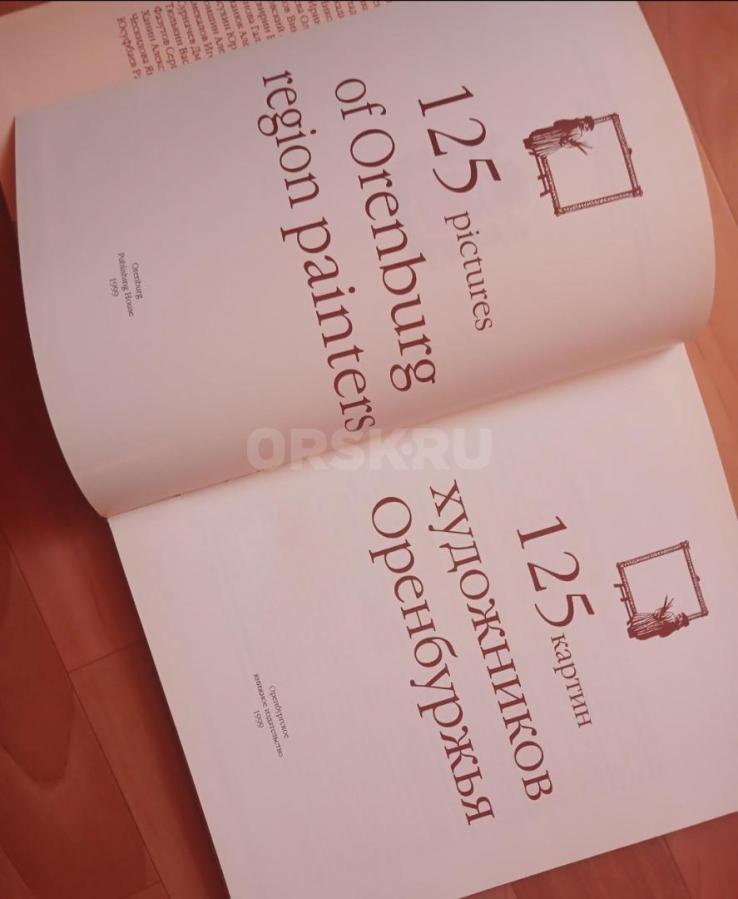 125 pictures
of Orenburg
region painters
Orenburg
Publishing House
1999
125 картин
художников
Оренбуржья
Оренбургское
книжное издательство
1999
ORSK.RU